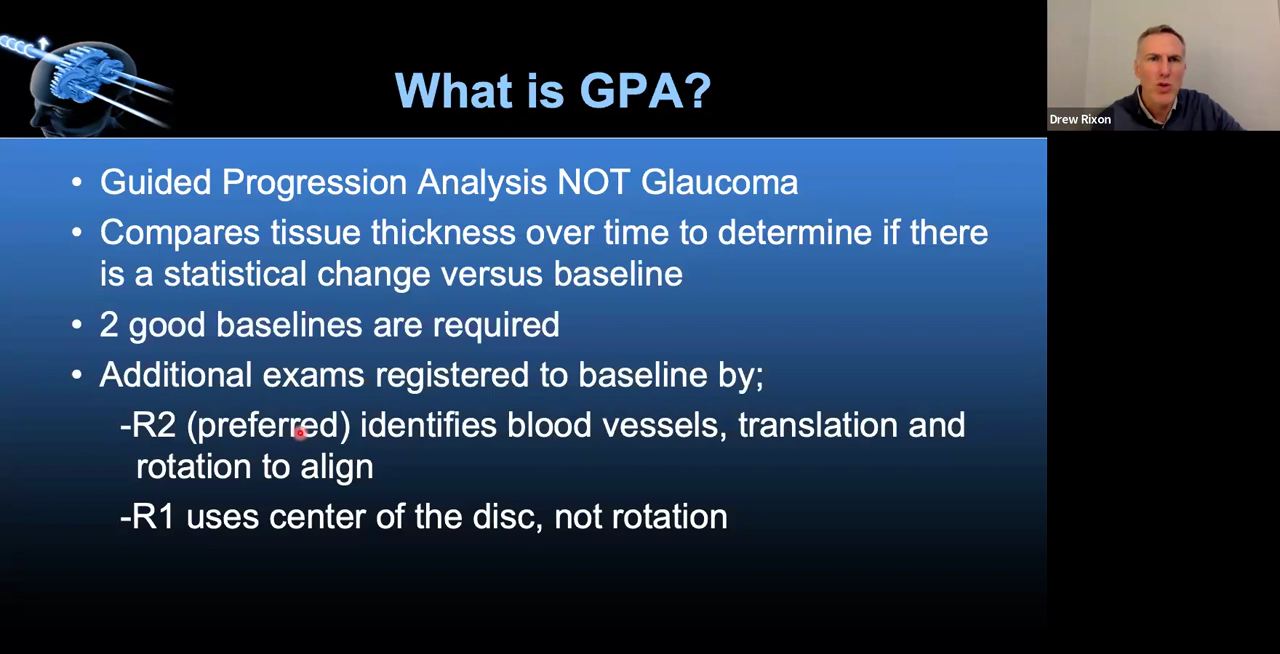 What is GPA?
Drew Rixon
• Guided Progression Analysis NOT Glaucoma
• Compares tissue thickness over time to determine if there
is a statistical change versus baseline
• 2 good baselines are required
• Additional exams registered to baseline by;
-R2 (preferred) identifies blood vessels, translation and
rotation to align
-R1 uses center of the disc, not rotation